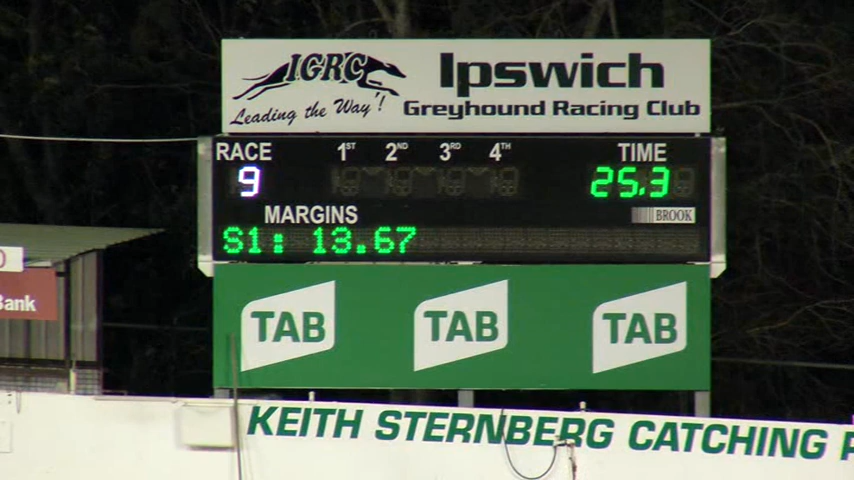 IGRC
Leading the Way!
Ipswich
Greyhound Racing Club
RACE 1ST 2ND 3RD 4TH TIME
9 25.3
MARGINS BROOK
S1: 13.67
TAB TAB TAB
Bank
KEITH STERNBERG CATCHING